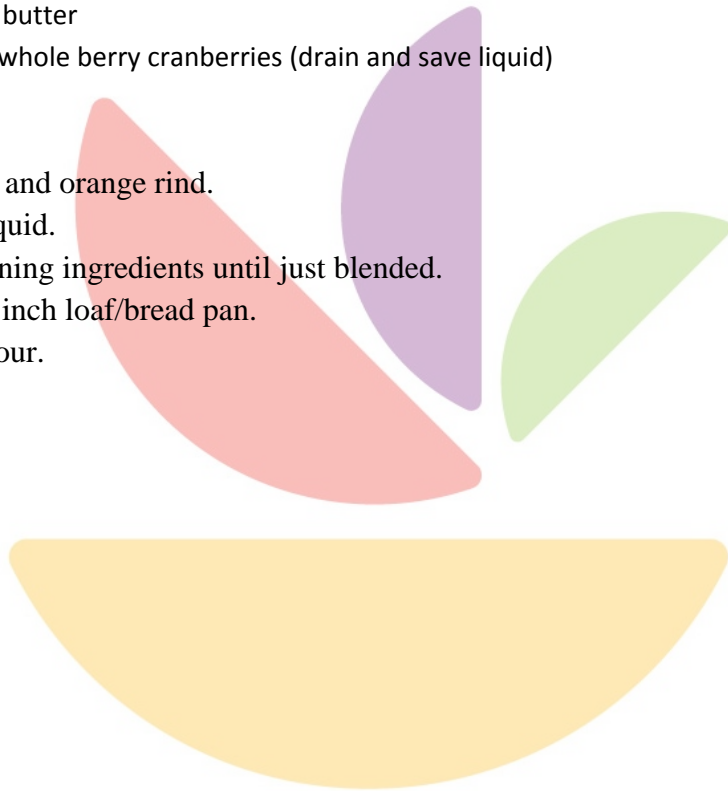 butter
whole berry cranberries (drain and save liquid)
and orange rind.
quid.
ning ingredients until just blended.
inch loaf/bread pan.
our.